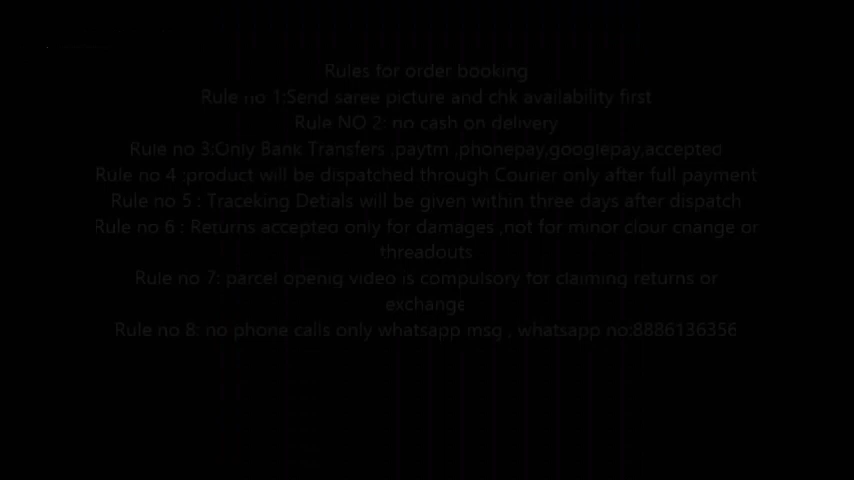 Rules for order booking
Rule no 1:Send saree picture and chk availability first
Rule NO 2: no cash on delivery
Rule no 3:Only Bank Transfers ,paytm ,phonepay,googlepay,accepted
Rule no 4 :product will be dispatched through Courier only after full payment
Rule no 5 : Traceking Detials will be given within three days after dispatch
Rule no 6 : Returns accepted only for damages ,not for minor clour change or
threadouts
Rule no 7: parcel openig video is compulsory for claiming returns or
exchange
Rule no 8: no phone calls only whatsapp msg , whatsapp no:8886136356